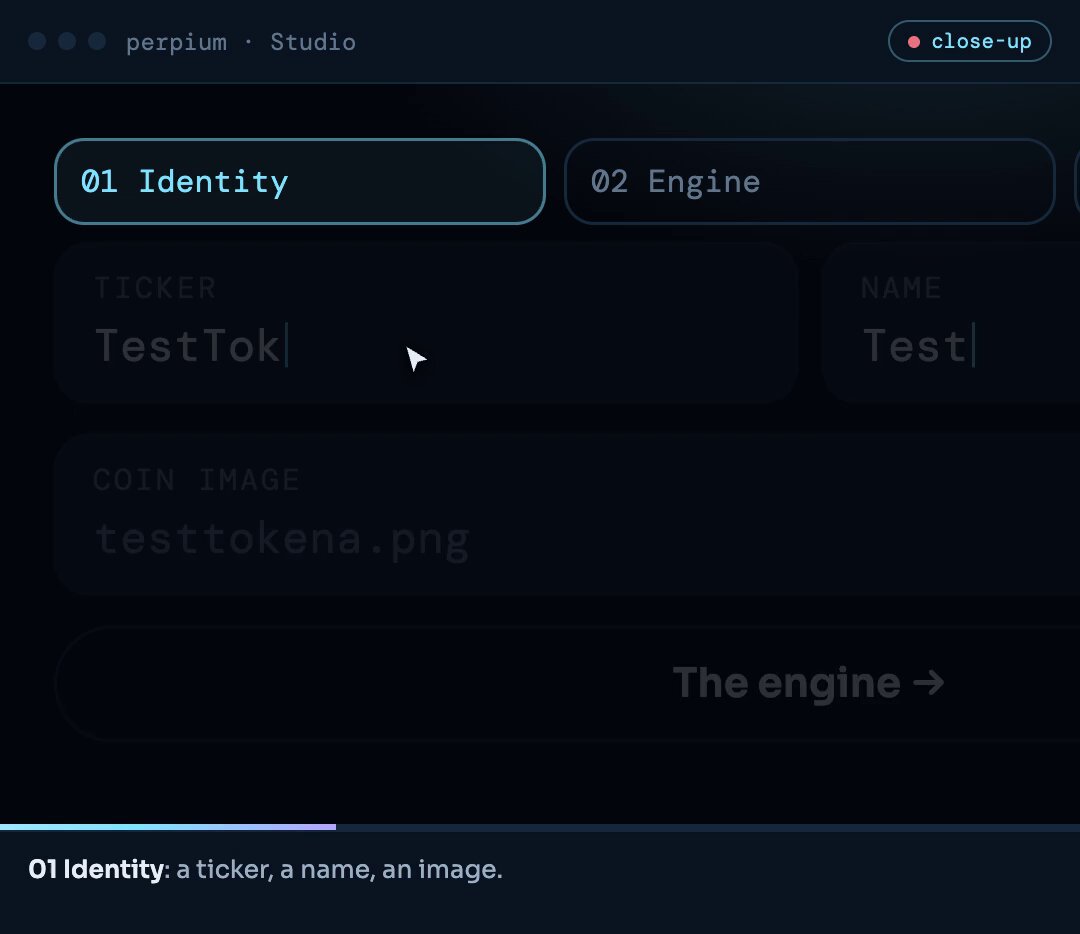 perpium · Studio
close-up
01 Identity
02 Engine
TICKER
NAME
TestTok
Test
COIN IMAGE
testtokena.png
The engine →
01 Identity: a ticker, a name, an image.